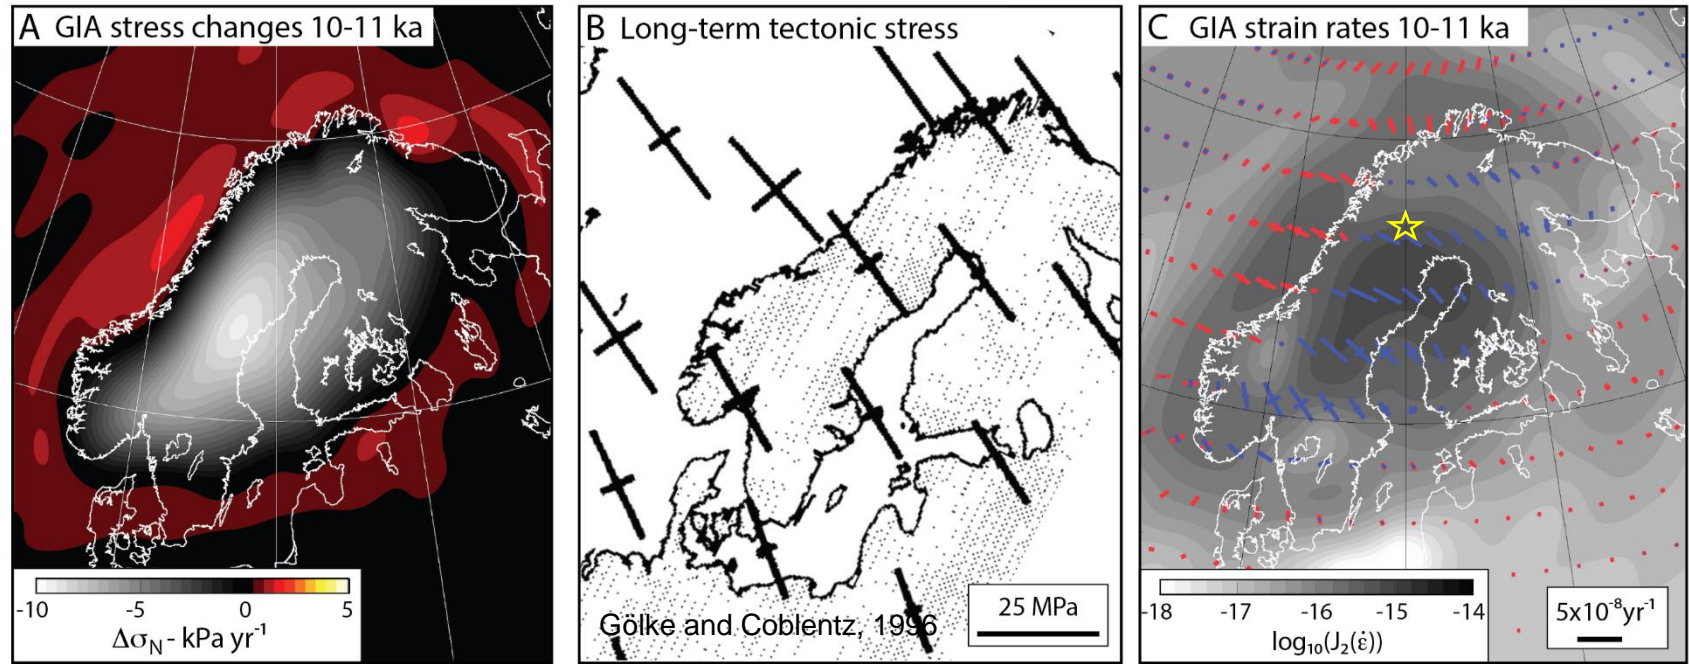 A GIA stress changes 10-11 ka
-10 -5 0 5
Δσ_N - kPa yr⁻¹
B Long-term tectonic stress
Gölke and Coblentz, 1996
25 MPa
C GIA strain rates 10-11 ka
-18 -17 -16 -15 -14
log₁₀(J₂(ε̇))
5x10⁻⁸yr⁻¹